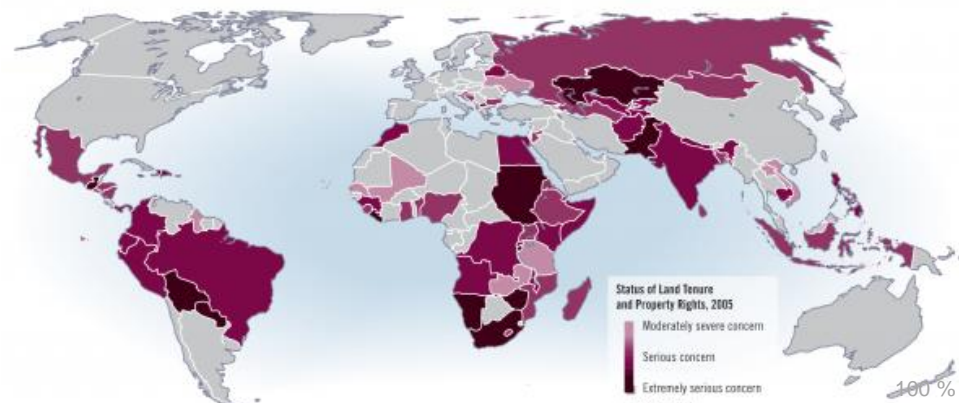 Status of Land Tenure
and Property Rights, 2005
Moderately severe concern
Serious concern
Extremely serious concern
100 %